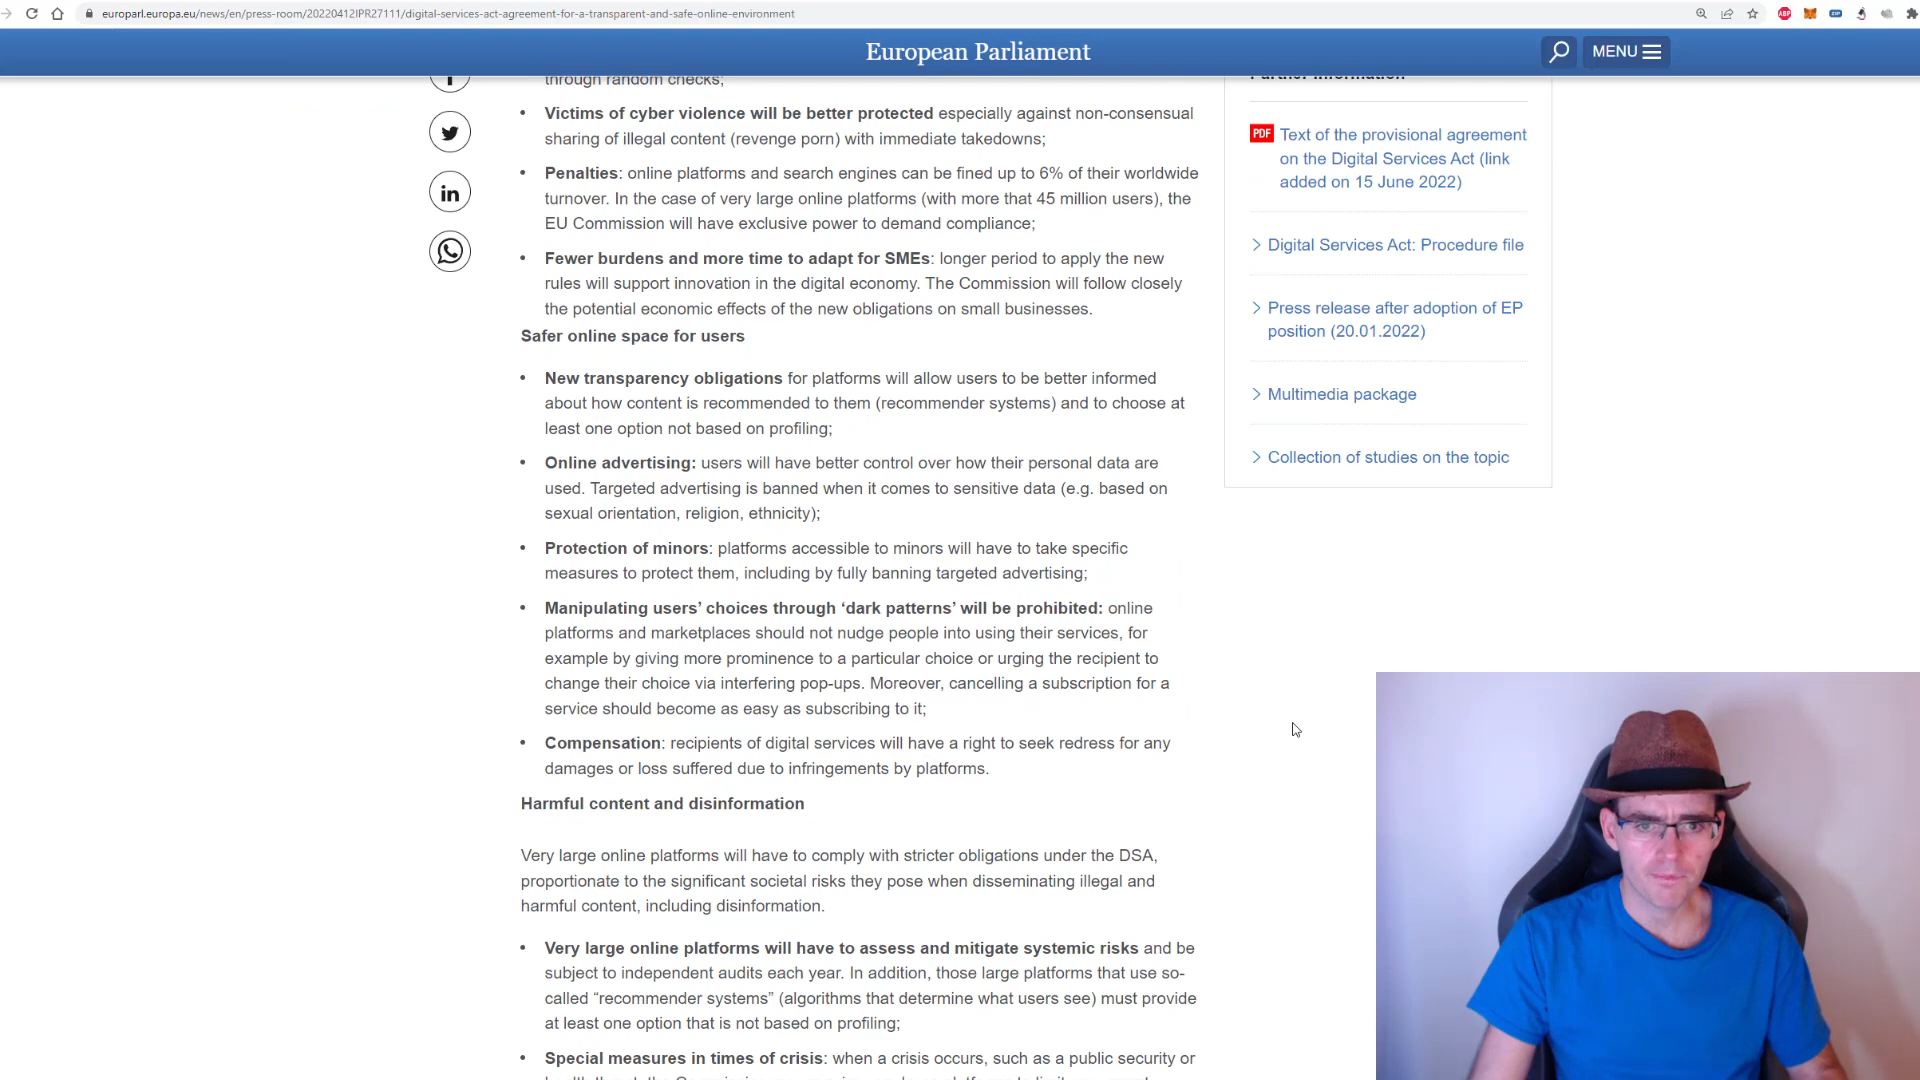 europarl.europa.eu/news/en/press-room/20220412IPR27111/digital-services-act-agreement-for-a-transparent-and-safe-online-environment
ABP
European Parliament
MENU
through random checks;
• Victims of cyber violence will be better protected especially against non-consensual
sharing of illegal content (revenge porn) with immediate takedowns;
• Penalties: online platforms and search engines can be fined up to 6% of their worldwide
turnover. In the case of very large online platforms (with more that 45 million users), the
EU Commission will have exclusive power to demand compliance;
• Fewer burdens and more time to adapt for SMEs: longer period to apply the new
rules will support innovation in the digital economy. The Commission will follow closely
the potential economic effects of the new obligations on small businesses.
Safer online space for users
• New transparency obligations for platforms will allow users to be better informed
about how content is recommended to them (recommender systems) and to choose at
least one option not based on profiling;
• Online advertising: users will have better control over how their personal data are
used. Targeted advertising is banned when it comes to sensitive data (e.g. based on
sexual orientation, religion, ethnicity);
• Protection of minors: platforms accessible to minors will have to take specific
measures to protect them, including by fully banning targeted advertising;
• Manipulating users’ choices through ‘dark patterns’ will be prohibited: online
platforms and marketplaces should not nudge people into using their services, for
example by giving more prominence to a particular choice or urging the recipient to
change their choice via interfering pop-ups. Moreover, cancelling a subscription for a
service should become as easy as subscribing to it;
• Compensation: recipients of digital services will have a right to seek redress for any
damages or loss suffered due to infringements by platforms.
Harmful content and disinformation
Very large online platforms will have to comply with stricter obligations under the DSA,
proportionate to the significant societal risks they pose when disseminating illegal and
harmful content, including disinformation.
• Very large online platforms will have to assess and mitigate systemic risks and be
subject to independent audits each year. In addition, those large platforms that use so-
called “recommender systems” (algorithms that determine what users see) must provide
at least one option that is not based on profiling;
• Special measures in times of crisis: when a crisis occurs, such as a public security or
Further information
PDF Text of the provisional agreement
on the Digital Services Act (link
added on 15 June 2022)
Digital Services Act: Procedure file
Press release after adoption of EP
position (20.01.2022)
Multimedia package
Collection of studies on the topic